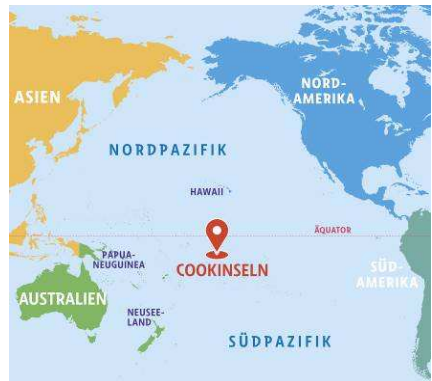 ASIEN
NORD-
AMERIKA
NORDPAZIFIK
HAWAII
ÄQUATOR
PAPUA-
NEUGUINEA
COOKINSELN
SÜD-
AMERIKA
AUSTRALIEN
NEUSEE-
LAND
SÜDPAZIFIK